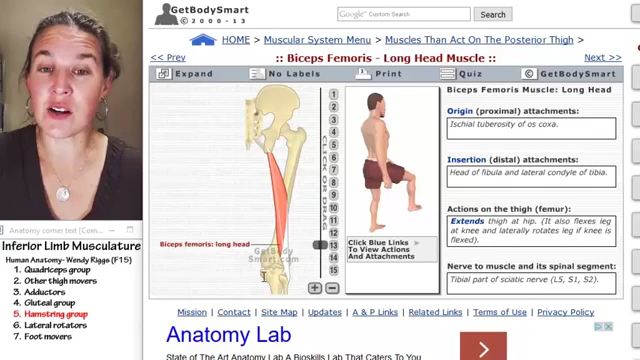 GetBodySmart
© 2000-13
Google Custom Search
Search
HOME > Muscular System Menu > Muscles Than Act On The Posterior Thigh >
<< Prev
:: Biceps Femoris - Long Head Muscle ::
Next >>
Expand
No Labels
Print
Quiz
© GetBodySmart
1
2
3
4
5
6
7
8
9
10
11
12
13
14
15
CLICK OR DRAG
Biceps femoris: long head
GetBody
Smart.com
Click Blue Links
To View Actions
And Attachments
Biceps Femoris Muscle: Long Head
Origin (proximal) attachments:
Ischial tuberosity of os coxa.
Insertion (distal) attachments:
Head of fibula and lateral condyle of tibia.
Actions on the thigh (femur):
Extends thigh at hip. (It also flexes leg
at knee and laterally rotates leg if knee is
flexed).
Nerve to muscle and its spinal segment:
Tibial part of sciatic nerve (L5, S1, S2).
Mission | Contact | Site Map | Updates | A & P Links | Related Links | Terms of Use | Privacy Policy
Anatomy Lab
State of The Art Anatomy Lab A Bioskills Lab That Caters To You
Anatomy corner text [Com
Inferior Limb Musculature
Human Anatomy- Wendy Riggs (F15)
1. Quadriceps group
2. Other thigh movers
3. Adductors
4. Gluteal group
5. Hamstring group
6. Lateral rotators
7. Foot movers